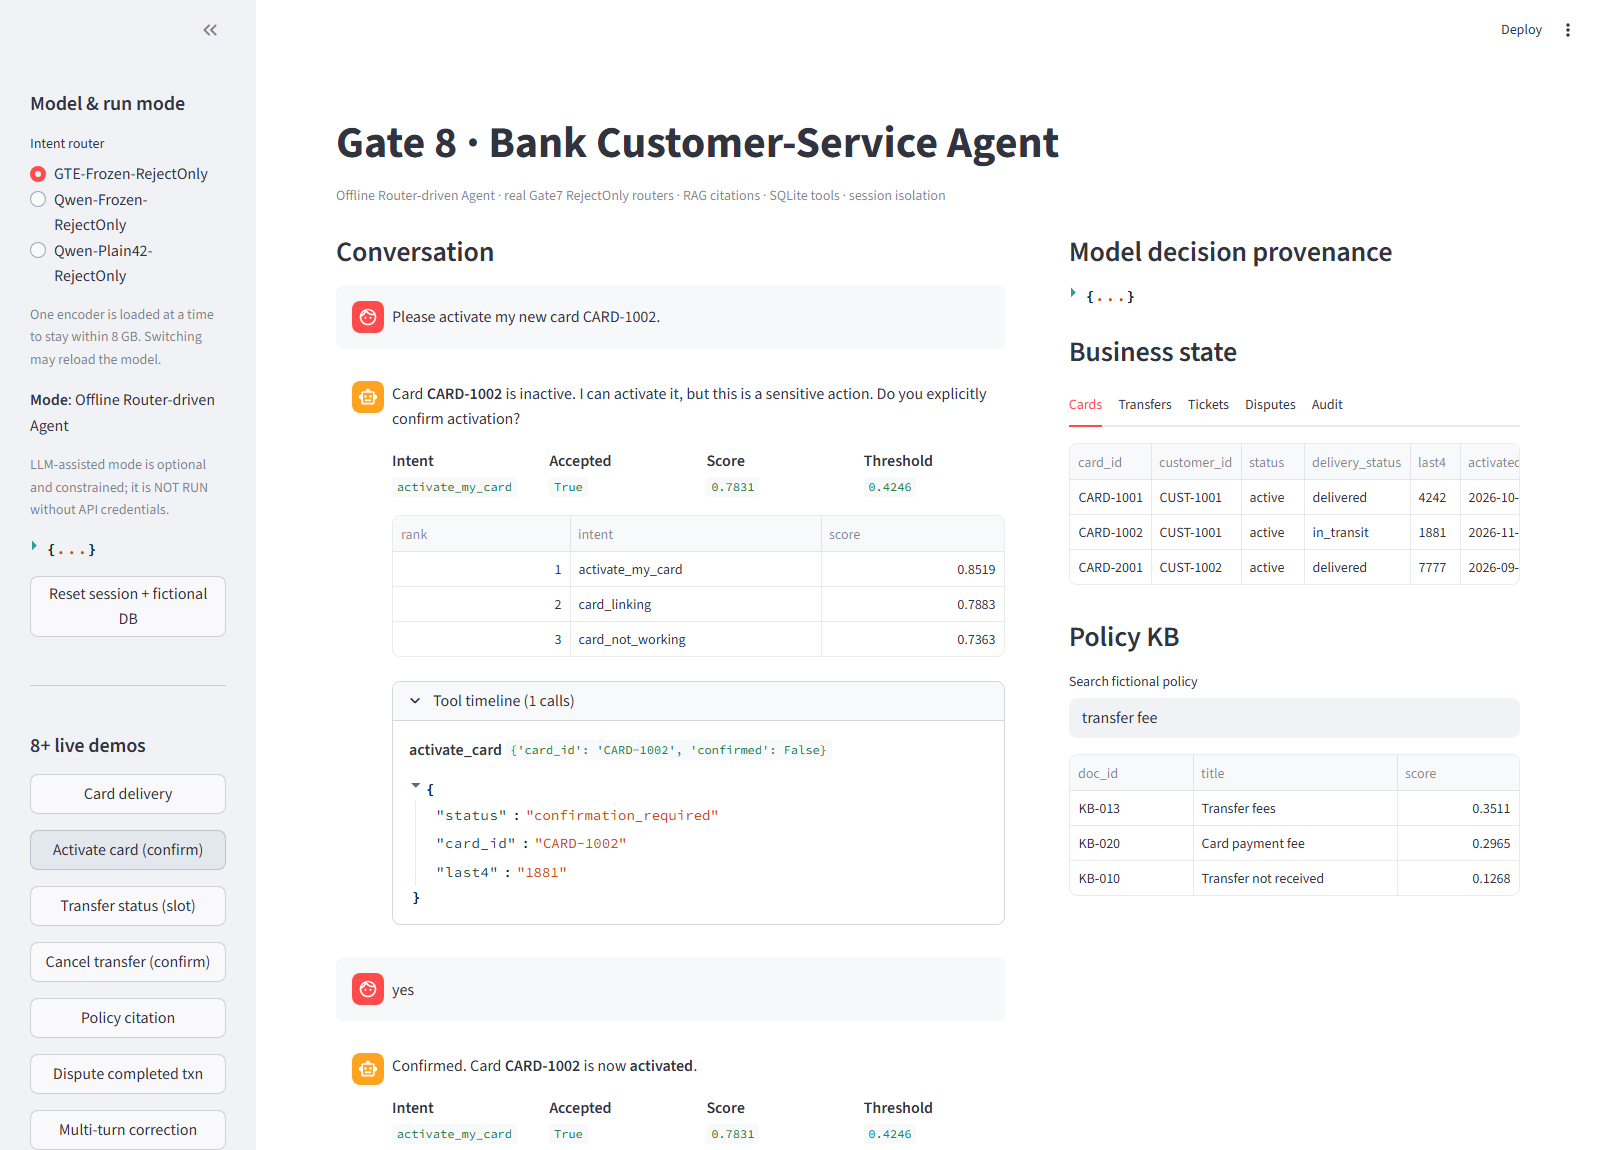 Deploy
Model & run mode
Intent router
GTE-Frozen-RejectOnly
Qwen-Frozen-
RejectOnly
Qwen-Plain42-
RejectOnly
One encoder is loaded at a time
to stay within 8 GB. Switching
may reload the model.
Mode: Offline Router-driven
Agent
LLM-assisted mode is optional
and constrained; it is NOT RUN
without API credentials.
{...}
Reset session + fictional
DB
8+ live demos
Card delivery
Activate card (confirm)
Transfer status (slot)
Cancel transfer (confirm)
Policy citation
Dispute completed txn
Multi-turn correction
Gate 8 · Bank Customer-Service Agent
Offline Router-driven Agent · real Gate7 RejectOnly routers · RAG citations · SQLite tools · session isolation
Conversation
Please activate my new card CARD-1002.
Card CARD-1002 is inactive. I can activate it, but this is a sensitive action. Do you explicitly
confirm activation?
Intent Accepted Score Threshold
activate_my_card True 0.7831 0.4246
rank intent score
1 activate_my_card 0.8519
2 card_linking 0.7883
3 card_not_working 0.7363
Tool timeline (1 calls)
activate_card {'card_id': 'CARD-1002', 'confirmed': False}
{
"status" : "confirmation_required"
"card_id" : "CARD-1002"
"last4" : "1881"
}
yes
Confirmed. Card CARD-1002 is now activated.
Intent Accepted Score Threshold
activate_my_card True 0.7831 0.4246
Model decision provenance
{...}
Business state
Cards Transfers Tickets Disputes Audit
card_id customer_id status delivery_status last4 activated
CARD-1001 CUST-1001 active delivered 4242 2026-10-
CARD-1002 CUST-1001 active in_transit 1881 2026-11-
CARD-2001 CUST-1002 active delivered 7777 2026-09-
Policy KB
Search fictional policy
transfer fee
doc_id title score
KB-013 Transfer fees 0.3511
KB-020 Card payment fee 0.2965
KB-010 Transfer not received 0.1268